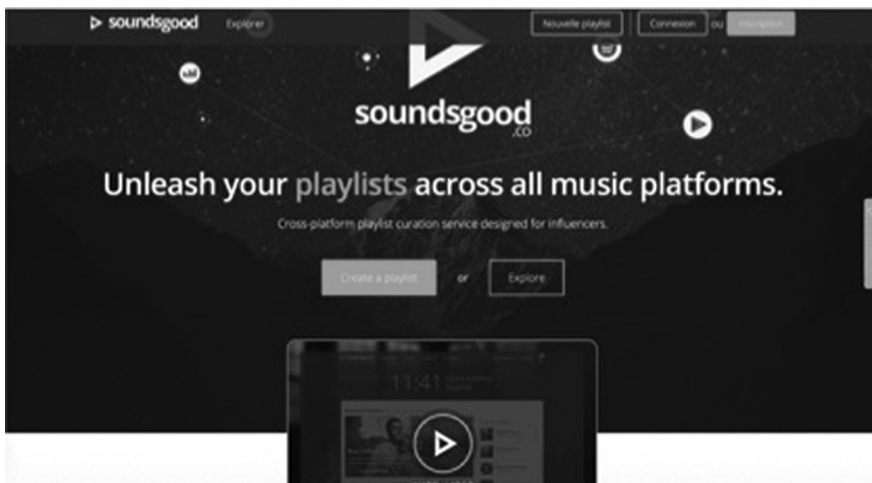 soundsgood
Explorer
Nouvelle playlist
Connexion ou Inscription
soundsgood
.co
Unleash your playlists across all music platforms.
Cross-platform playlist curation service designed for influencers.
Create a playlist or Explore
11:41